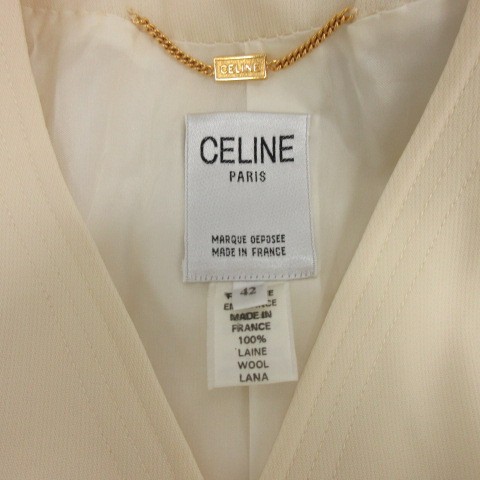 CELINE
CELINE
PARIS
MARQUE DEPOSEE
MADE IN FRANCE
42
MADE IN
FRANCE
100%
LAINE
WOOL
LANA